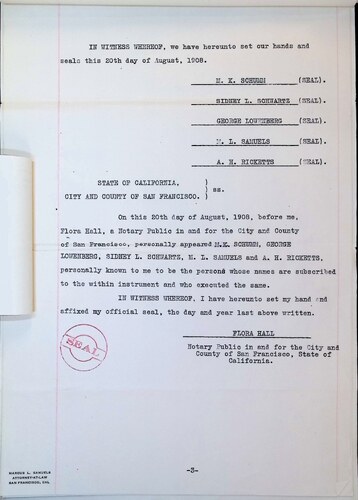 IN WITNESS WHEREOF, we have hereunto set our hands and
seals this 20th day of August, 1908.
(SEAL).
SIDNEY L. SCHWARTZ (SEAL).
GEORGE LOWENBERG (SEAL).
M. L. SAMUELS (SEAL).
A. H. RICKETTS (SEAL).
STATE OF CALIFORNIA, )
) ss.
CITY AND COUNTY OF SAN FRANCISCO. )
On this 20th day of August, 1908, before me,
Flora Hall, a Notary Public in and for the City and County
of San Francisco, personally appeared GEORGE
LOWENBERG, SIDNEY L. SCHWARTZ, M. L. SAMUELS and A. H. RICKETTS,
personally known to me to be the persons whose names are subscribed
to the within instrument and who executed the same.
IN WITNESS WHEREOF, I have hereunto set my hand and
affixed my official seal, the day and year last above written.
FLORA HALL
Notary Public in and for the City and
County of San Francisco, State of
California.
SEAL
MARCUS L. SAMUELS
ATTORNEY-AT-LAW
SAN FRANCISCO, CAL.
-3-